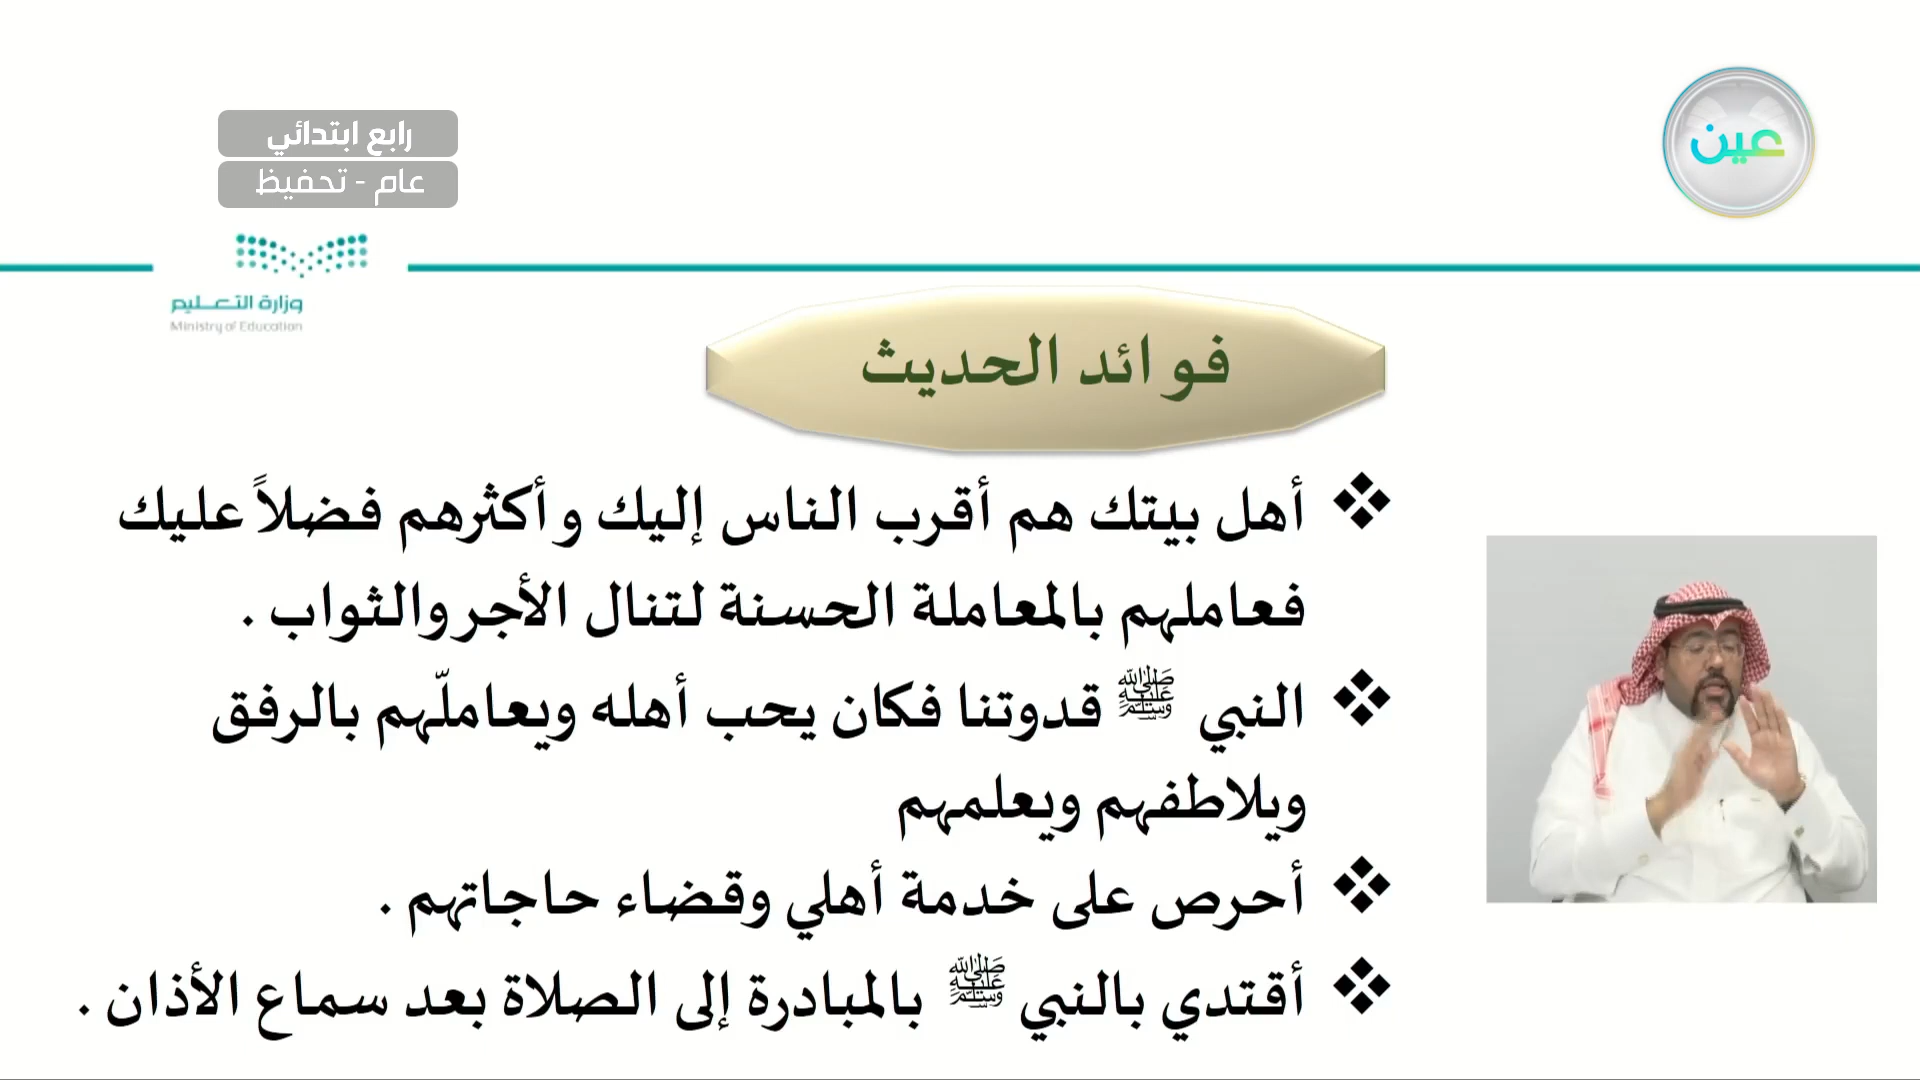 رابع ابتدائي
عام - تحفيظ
عين
وزارة التعليم
Ministry of Education
فوائد الحديث
❖ أهل بيتك هم أقرب الناس إليك وأكثرهم فضلاً عليك
فعاملهم بالمعاملة الحسنة لتنال الأجر والثواب .
❖ النبي ﷺ قدوتنا فكان يحب أهله ويعاملّهم بالرفق
ويلاطفهم ويعلمهم
❖ أحرص على خدمة أهلي وقضاء حاجاتهم .
❖ أقتدي بالنبي ﷺ بالمبادرة إلى الصلاة بعد سماع الأذان .